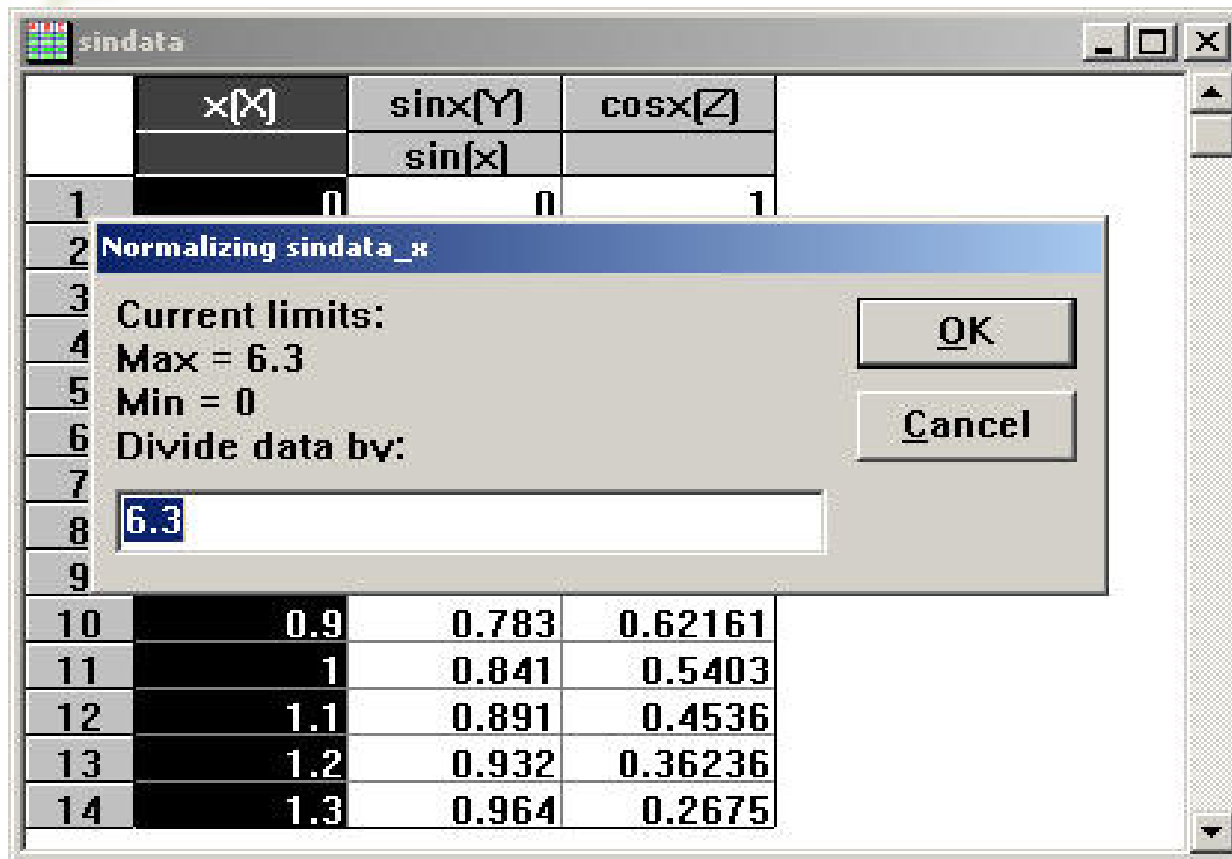 sindata
x(X) sinx(Y) cosx(Z)
sin(x)
1 0 0 1
2
3
4
5
6
7
8
9
Normalizing sindata_x
Current limits:
Max = 6.3
Min = 0
Divide data by:
6.3
OK
Cancel
10 0.9 0.783 0.62161
11 1 0.841 0.5403
12 1.1 0.891 0.4536
13 1.2 0.932 0.36236
14 1.3 0.964 0.2675